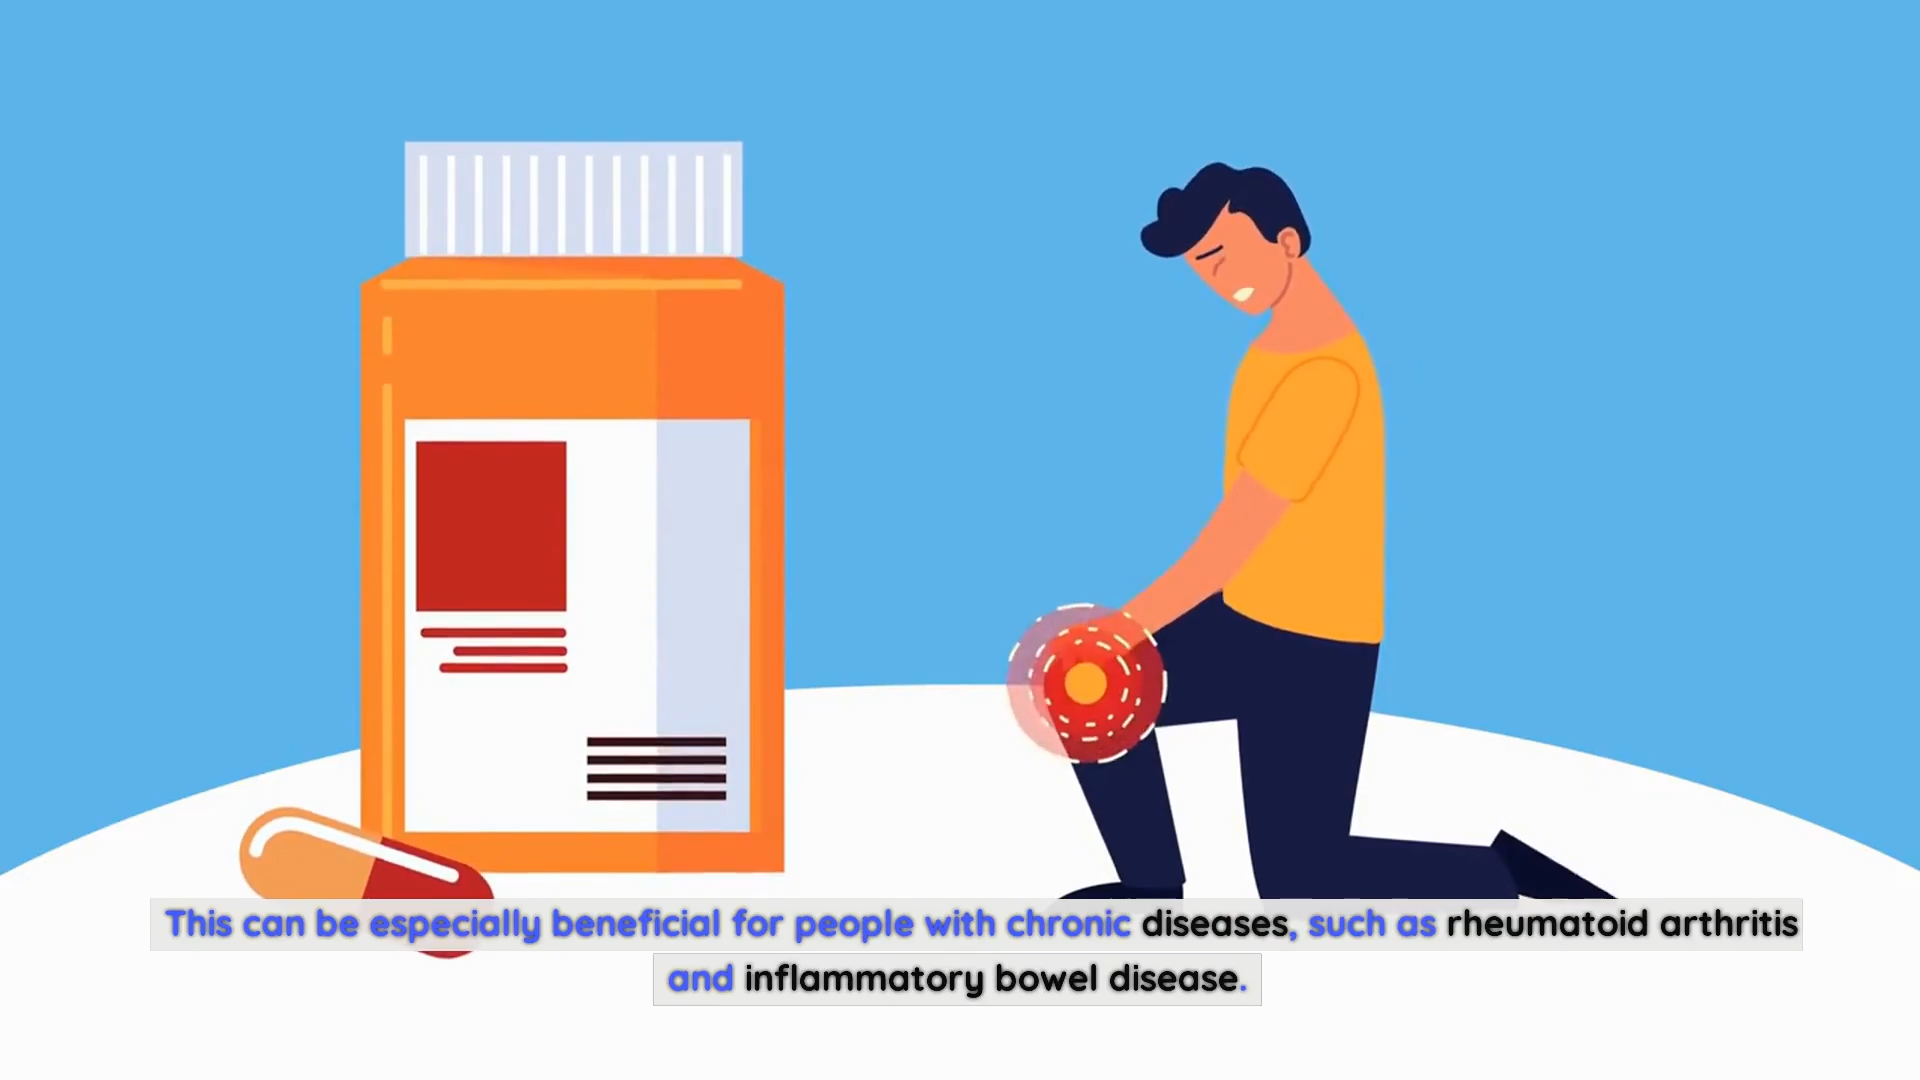 This can be especially beneficial for people with chronic diseases, such as rheumatoid arthritis
and inflammatory bowel disease.